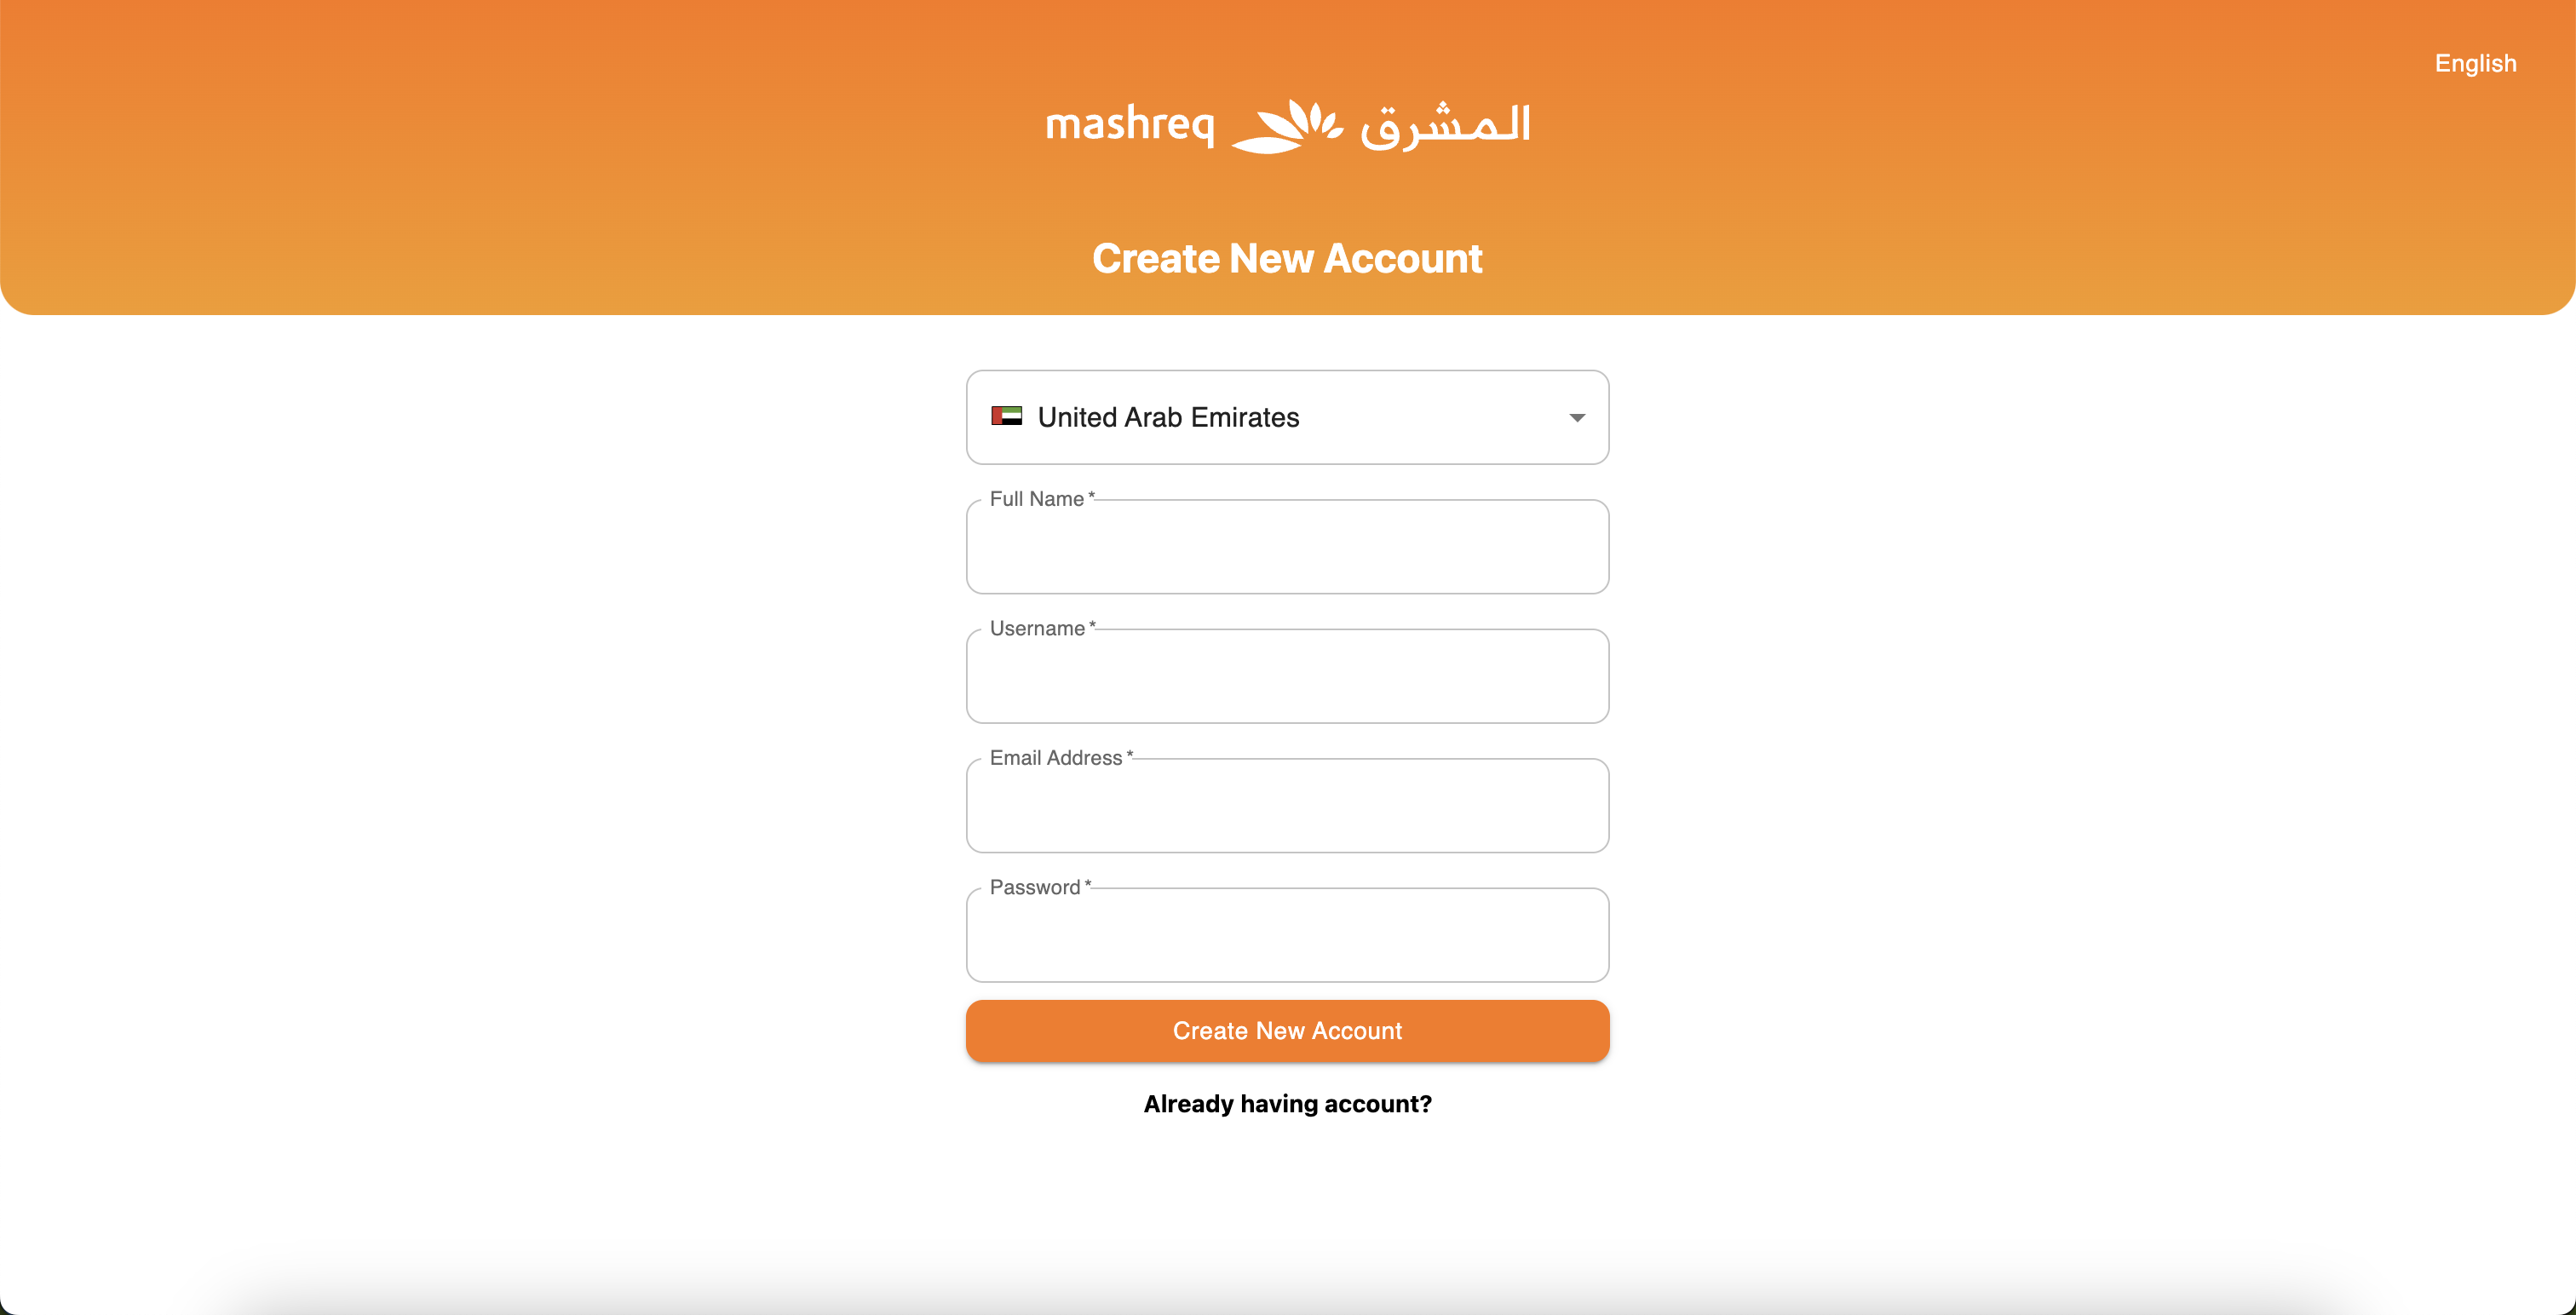 English
mashreq المشرق
Create New Account
United Arab Emirates
Full Name *
Username *
Email Address *
Password *
Create New Account
Already having account?